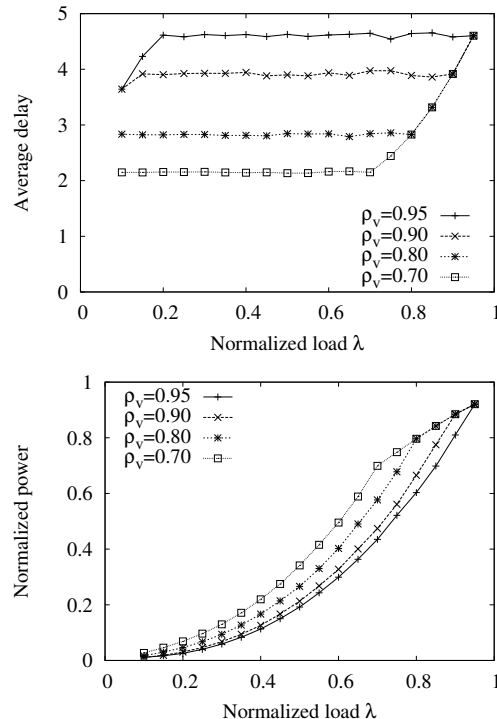 5
4
3
2
1
0
Average delay
ρv=0.95
ρv=0.90
ρv=0.80
ρv=0.70
0 0.2 0.4 0.6 0.8 1
Normalized load λ
1
0.8
0.6
0.4
0.2
0
Normalized power
ρv=0.95
ρv=0.90
ρv=0.80
ρv=0.70
0 0.2 0.4 0.6 0.8 1
Normalized load λ